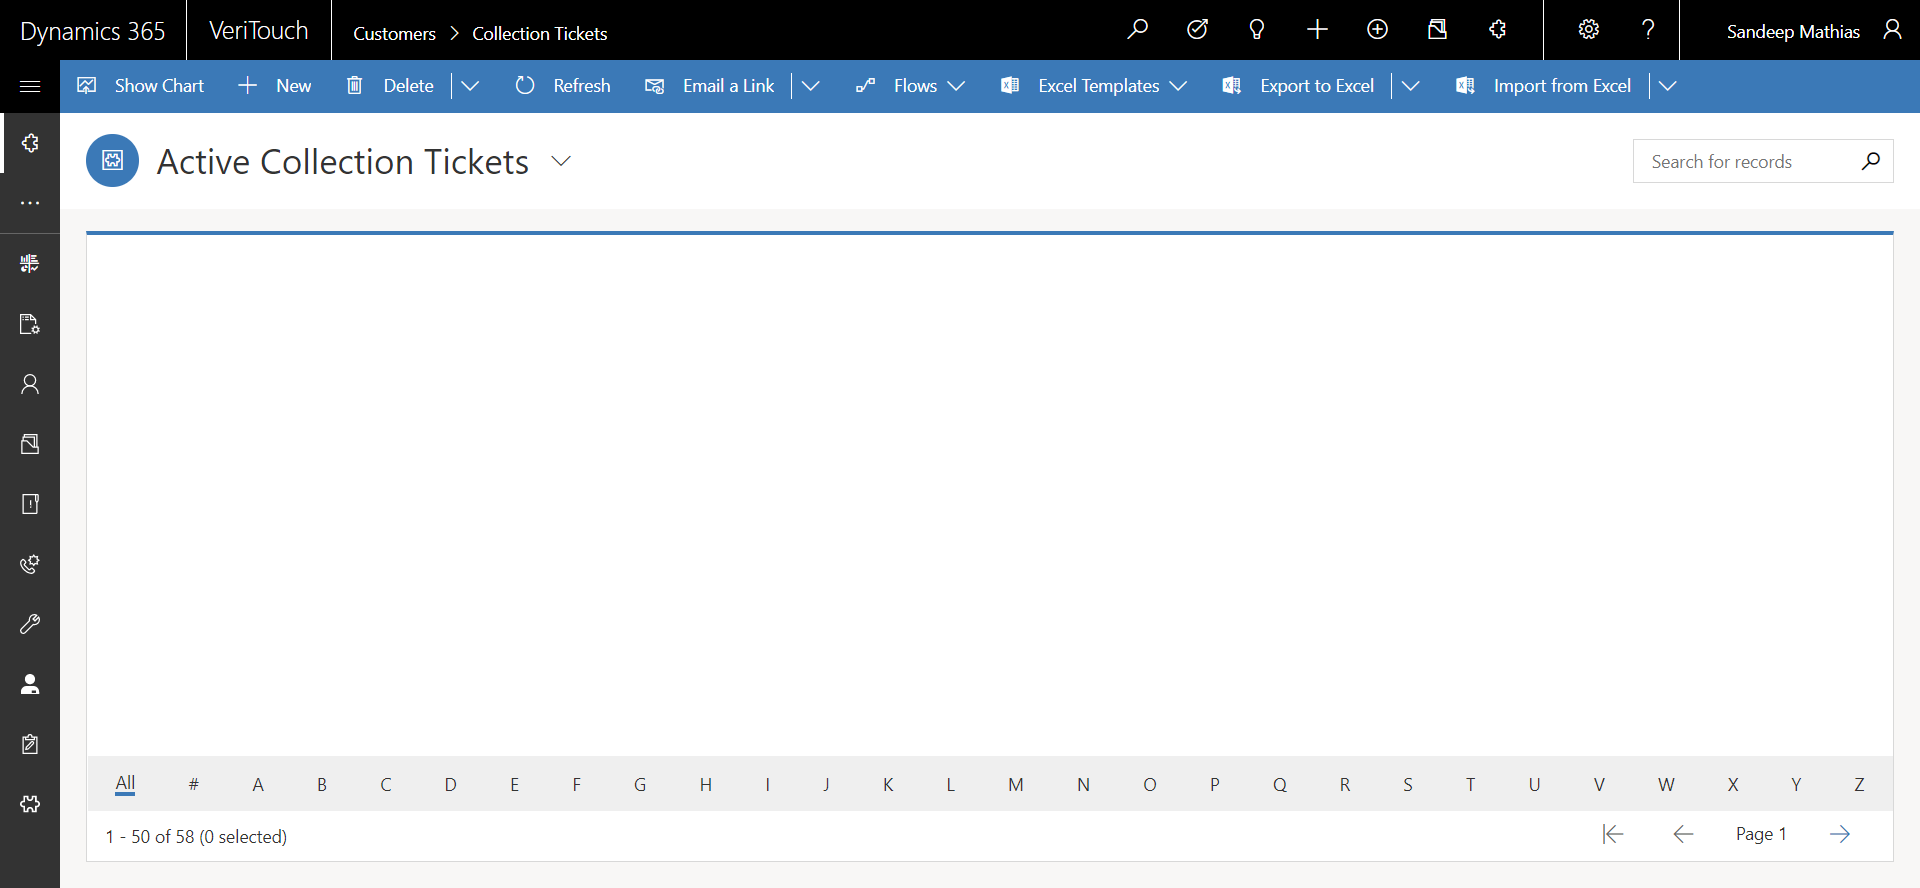 Dynamics 365 VeriTouch Customers > Collection Tickets Sandeep Mathias
Show Chart New Delete Refresh Email a Link Flows Excel Templates Export to Excel Import from Excel
Active Collection Tickets Search for records
All # A B C D E F G H I J K L M N O P Q R S T U V W X Y Z
1 - 50 of 58 (0 selected) Page 1